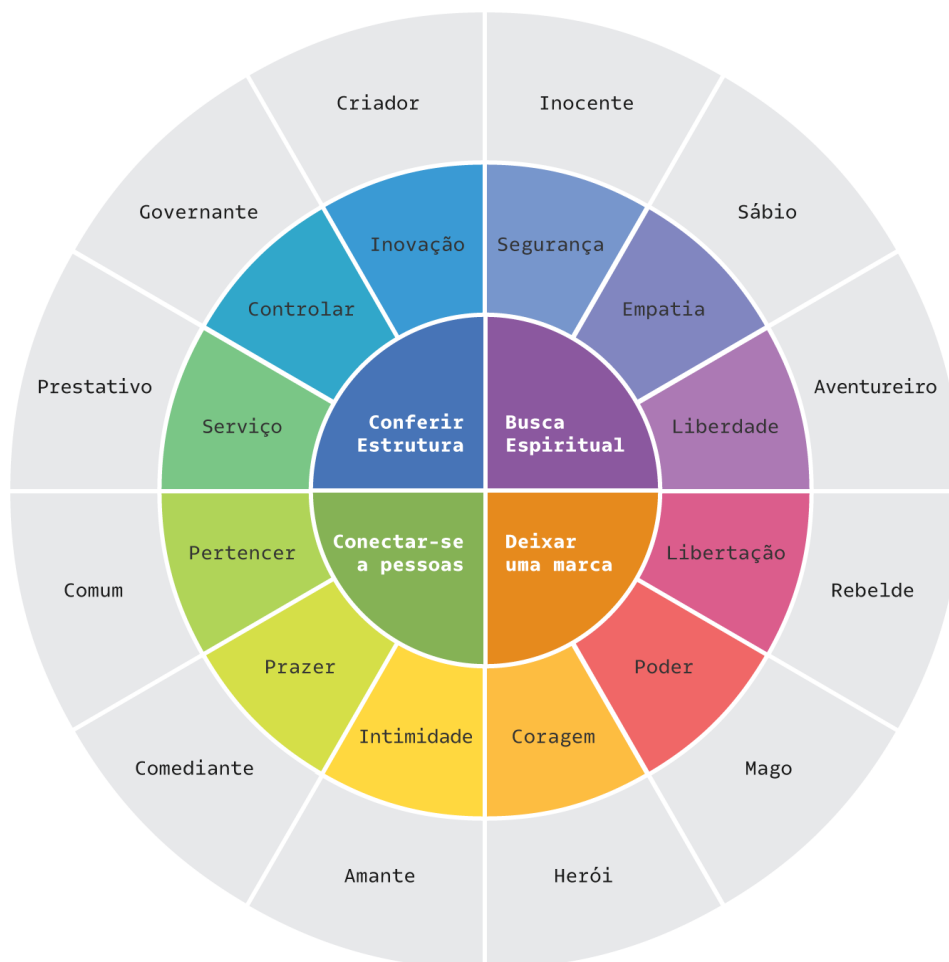 Criador
Inocente
Governante
Sábio
Inovação
Segurança
Controlar
Empatia
Prestativo
Aventureiro
Serviço
Conferir
Estrutura
Busca
Espiritual
Liberdade
Pertencer
Conectar-se
a pessoas
Deixar
uma marca
Libertação
Comum
Rebelde
Prazer
Poder
Intimidade
Coragem
Comediante
Mago
Amante
Herói